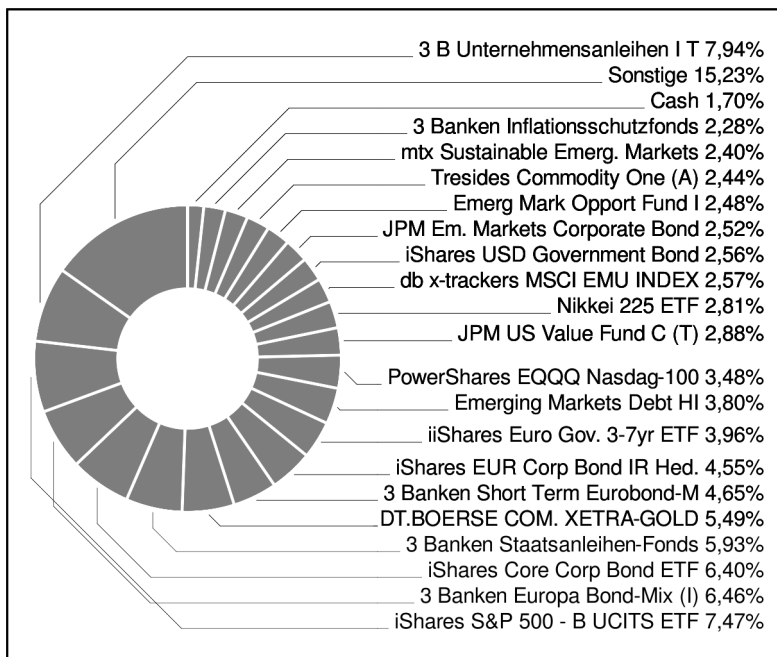 3 B Unternehmensanleihen I T 7,94%
Sonstige 15,23%
Cash 1,70%
3 Banken Inflationsschutzfonds 2,28%
mtx Sustainable Emerg. Markets 2,40%
Tresides Commodity One (A) 2,44%
Emerg Mark Opport Fund I 2,48%
JPM Em. Markets Corporate Bond 2,52%
iShares USD Government Bond 2,56%
db x-trackers MSCI EMU INDEX 2,57%
Nikkei 225 ETF 2,81%
JPM US Value Fund C (T) 2,88%
PowerShares EQQQ Nasdag-100 3,48%
Emerging Markets Debt HI 3,80%
iiShares Euro Gov. 3-7yr ETF 3,96%
iShares EUR Corp Bond IR Hed. 4,55%
3 Banken Short Term Eurobond-M 4,65%
DT.BOERSE COM. XETRA-GOLD 5,49%
3 Banken Staatsanleihen-Fonds 5,93%
iShares Core Corp Bond ETF 6,40%
3 Banken Europa Bond-Mix (I) 6,46%
iShares S&P 500 - B UCITS ETF 7,47%